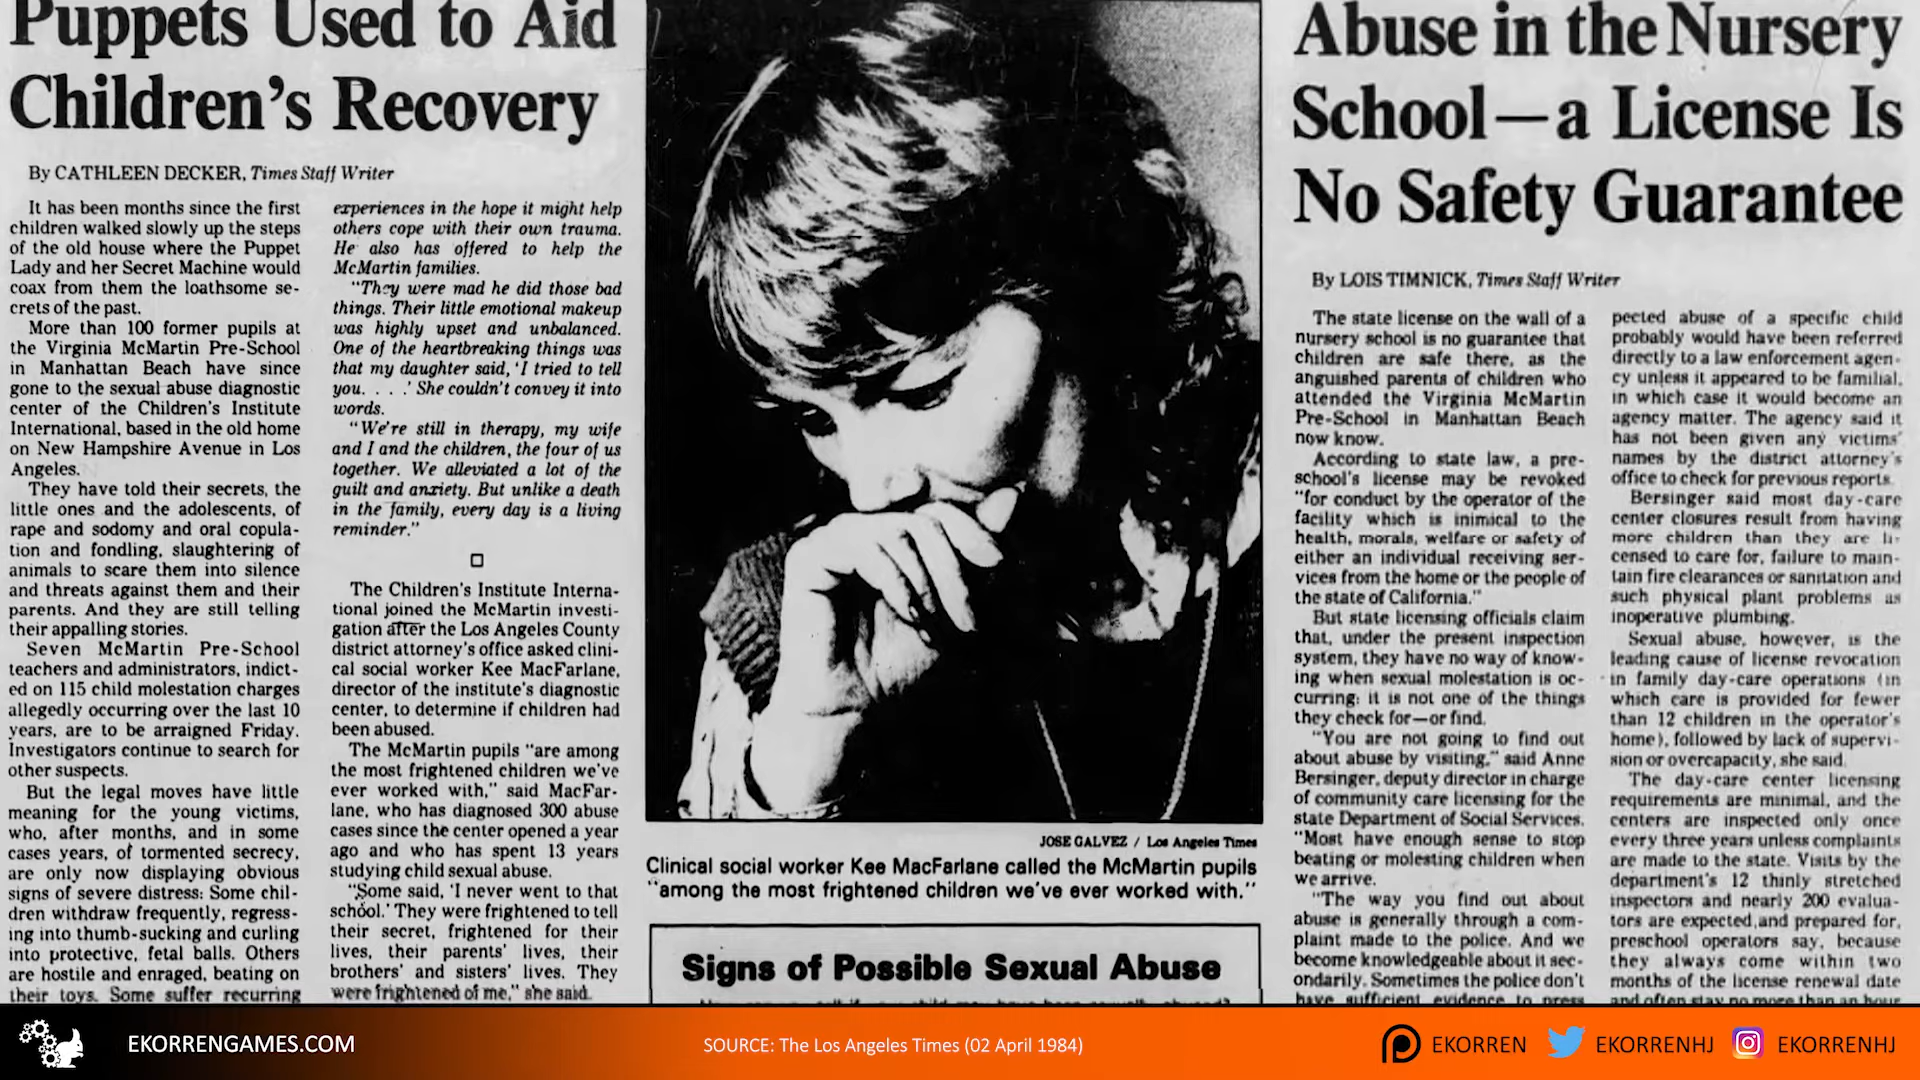 Puppets Used to Aid
Children's Recovery
By CATHLEEN DECKER, Times Staff Writer
It has been months since the first
children walked slowly up the steps
of the old house where the Puppet
Lady and her Secret Machine would
coax from them the loathsome se-
crets of the past.
More than 100 former pupils at
the Virginia McMartin Pre-School
in Manhattan Beach have since
gone to the sexual abuse diagnostic
center of the Children's Institute
International, based in the old home
on New Hampshire Avenue in Los
Angeles.
They have told their secrets, the
little ones and the adolescents, of
rape and sodomy and oral copula-
tion and fondling, slaughtering of
animals to scare them into silence
and threats against them and their
parents. And they are still telling
their appalling stories.
Seven McMartin Pre-School
teachers and administrators, indict-
ed on 115 child molestation charges
allegedly occurring over the last 10
years, are to be arraigned Friday.
Investigators continue to search for
other suspects.
But the legal moves have little
meaning for the young victims,
who, after months, and in some
cases years, of tormented secrecy,
are only now displaying obvious
signs of severe distress: Some chil-
dren withdraw frequently, regress-
ing into thumb-sucking and curling
into protective, fetal balls. Others
are hostile and enraged, beating on
their toys. Some suffer recurring
experiences in the hope it might help
others cope with their own trauma.
He also has offered to help the
McMartin families.
"They were mad he did those bad
things. Their little emotional makeup
was highly upset and unbalanced.
One of the heartbreaking things was
that my daughter said, 'I tried to tell
you. . . .' She couldn't convey it into
words.
"We're still in therapy, my wife
and I and the children, the four of us
together. We alleviated a lot of the
guilt and anxiety. But unlike a death
in the family, every day is a living
reminder."
The Children's Institute Interna-
tional joined the McMartin investi-
gation after the Los Angeles County
district attorney's office asked clini-
cal social worker Kee MacFarlane,
director of the institute's diagnostic
center, to determine if children had
been abused.
The McMartin pupils "are among
the most frightened children we've
ever worked with," said MacFar-
lane, who has diagnosed 300 abuse
cases since the center opened a year
ago and who has spent 13 years
studying child sexual abuse.
"Some said, 'I never went to that
school.' They were frightened to tell
their secret, frightened for their
lives, their parents' lives, their
brothers' and sisters' lives. They
were frightened of me," she said.
JOSE GALVEZ / Los Angeles Times
Clinical social worker Kee MacFarlane called the McMartin pupils
"among the most frightened children we've ever worked with."
Signs of Possible Sexual Abuse
Abuse in the Nursery
School—a License Is
No Safety Guarantee
By LOIS TIMNICK, Times Staff Writer
The state license on the wall of a
nursery school is no guarantee that
children are safe there, as the
anguished parents of children who
attended the Virginia McMartin
Pre-School in Manhattan Beach
now know.
According to state law, a pre-
school's license may be revoked
"for conduct by the operator of the
facility which is inimical to the
health, morals, welfare or safety of
either an individual receiving ser-
vices from the home or the people of
the state of California."
But state licensing officials claim
that, under the present inspection
system, they have no way of know-
ing when sexual molestation is oc-
curring: it is not one of the things
they check for—or find.
"You are not going to find out
about abuse by visiting," said Anne
Bersinger, deputy director in charge
of community care licensing for the
state Department of Social Services.
"Most have enough sense to stop
beating or molesting children when
we arrive.
"The way you find out about
abuse is generally through a com-
plaint made to the police. And we
become knowledgeable about it sec-
ondarily. Sometimes the police don't
have sufficient evidence to press
pected abuse of a specific child
probably would have been referred
directly to a law enforcement agen-
cy unless it appeared to be familial,
in which case it would become an
agency matter. The agency said it
has not been given any victims'
names by the district attorney's
office to check for previous reports.
Bersinger said most day-care
center closures result from having
more children than they are li-
censed to care for, failure to main-
tain fire clearances or sanitation and
such physical plant problems as
inoperative plumbing.
Sexual abuse, however, is the
leading cause of license revocation
in family day-care operations (in
which care is provided for fewer
than 12 children in the operator's
home), followed by lack of supervi-
sion or overcapacity, she said.
The day-care center licensing
requirements are minimal, and the
centers are inspected only once
every three years unless complaints
are made to the state. Visits by the
department's 12 thinly stretched
inspectors and nearly 200 evalua-
tors are expected and prepared for,
preschool operators say, because
they always come within two
months of the license renewal date
and often stay no more than an hour
EKORRENGAMES.COM
SOURCE: The Los Angeles Times (02 April 1984)
EKORREN
EKORRENHJ
EKORRENHJ